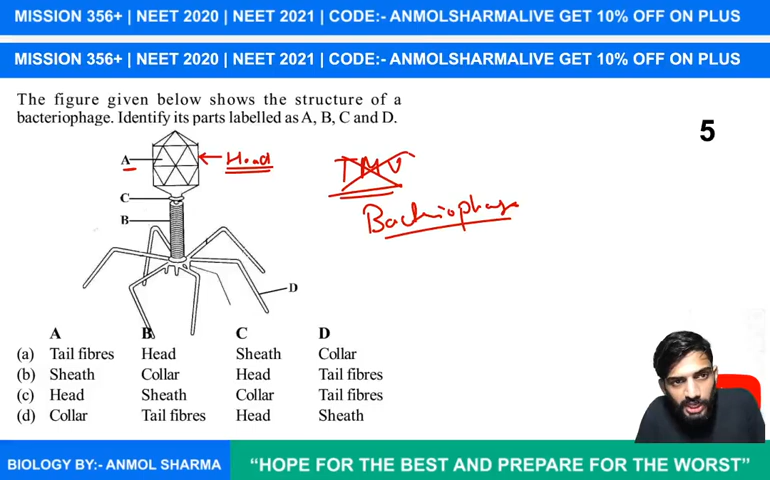 MISSION 356+ | NEET 2020 | NEET 2021 | CODE:- ANMOLSHARMALIVE GET 10% OFF ON PLUS
MISSION 356+ | NEET 2020 | NEET 2021 | CODE:- ANMOLSHARMALIVE GET 10% OFF ON PLUS
The figure given below shows the structure of a
bacteriophage. Identify its parts labelled as A, B, C and D.
5
A
Head
TMV
C
B
Bacteriophage
D
A B C D
(a) Tail fibres Head Sheath Collar
(b) Sheath Collar Head Tail fibres
(c) Head Sheath Collar Tail fibres
(d) Collar Tail fibres Head Sheath
BIOLOGY BY:- ANMOL SHARMA
“HOPE FOR THE BEST AND PREPARE FOR THE WORST”